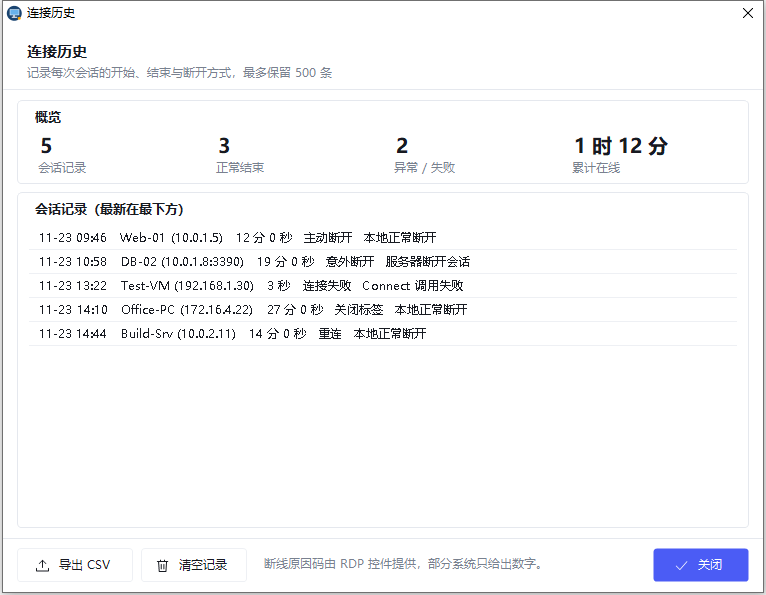 连接历史
连接历史
记录每次会话的开始、结束与断开方式，最多保留 500 条
概览
5 3 2 1 时 12 分
会话记录 正常结束 异常 / 失败 累计在线
会话记录（最新在最下方）
11-23 09:46 Web-01 (10.0.1.5) 12 分 0 秒 主动断开 本地正常断开
11-23 10:58 DB-02 (10.0.1.8:3390) 19 分 0 秒 意外断开 服务器断开会话
11-23 13:22 Test-VM (192.168.1.30) 3 秒 连接失败 Connect 调用失败
11-23 14:10 Office-PC (172.16.4.22) 27 分 0 秒 关闭标签 本地正常断开
11-23 14:44 Build-Srv (10.0.2.11) 14 分 0 秒 重连 本地正常断开
导出 CSV 清空记录 断线原因码由 RDP 控件提供，部分系统只给出数字。 关闭